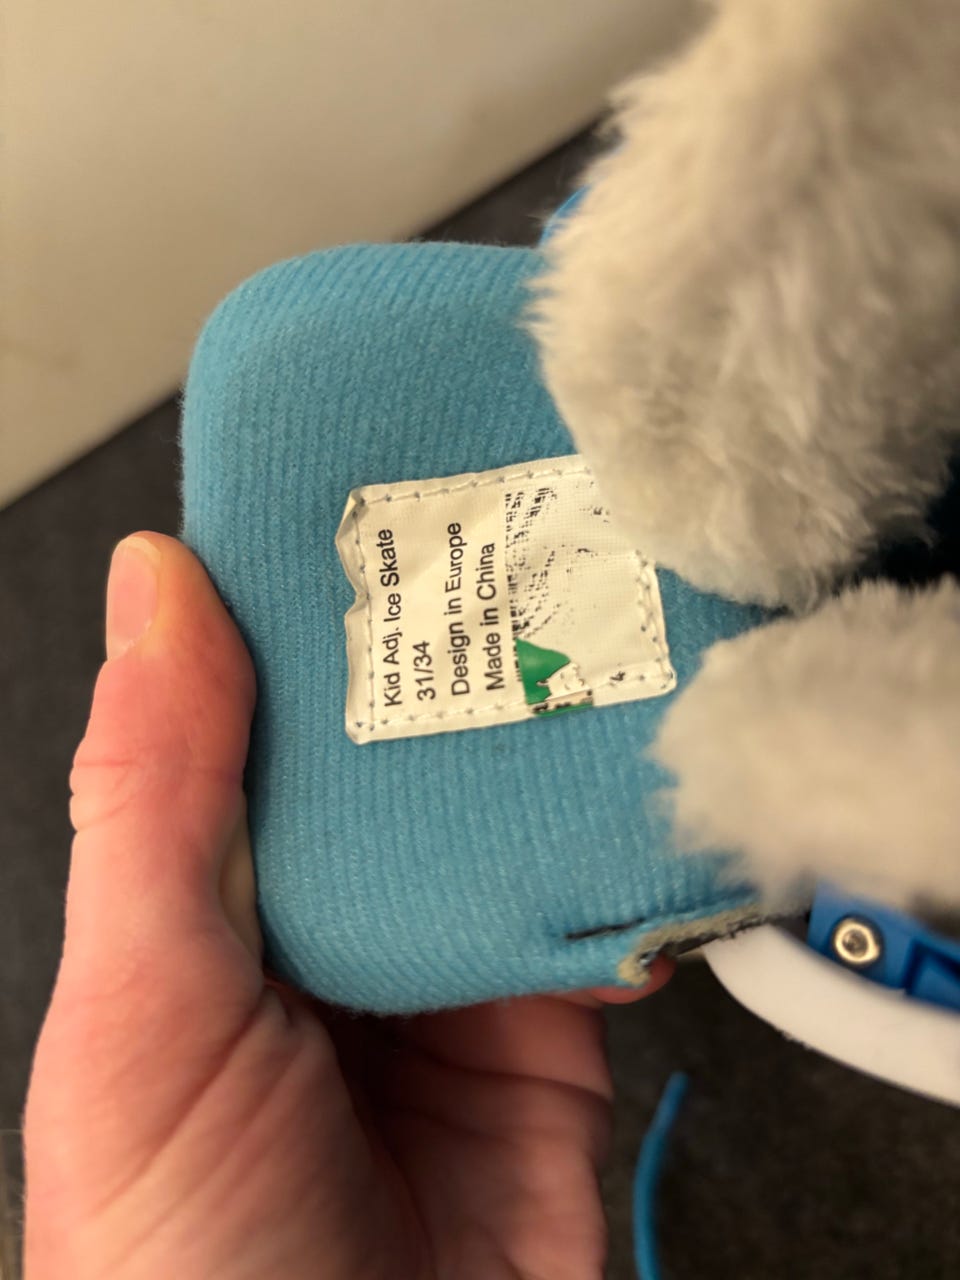 Kid Adj. Ice Skate
31/34
Design in Europe
Made in China